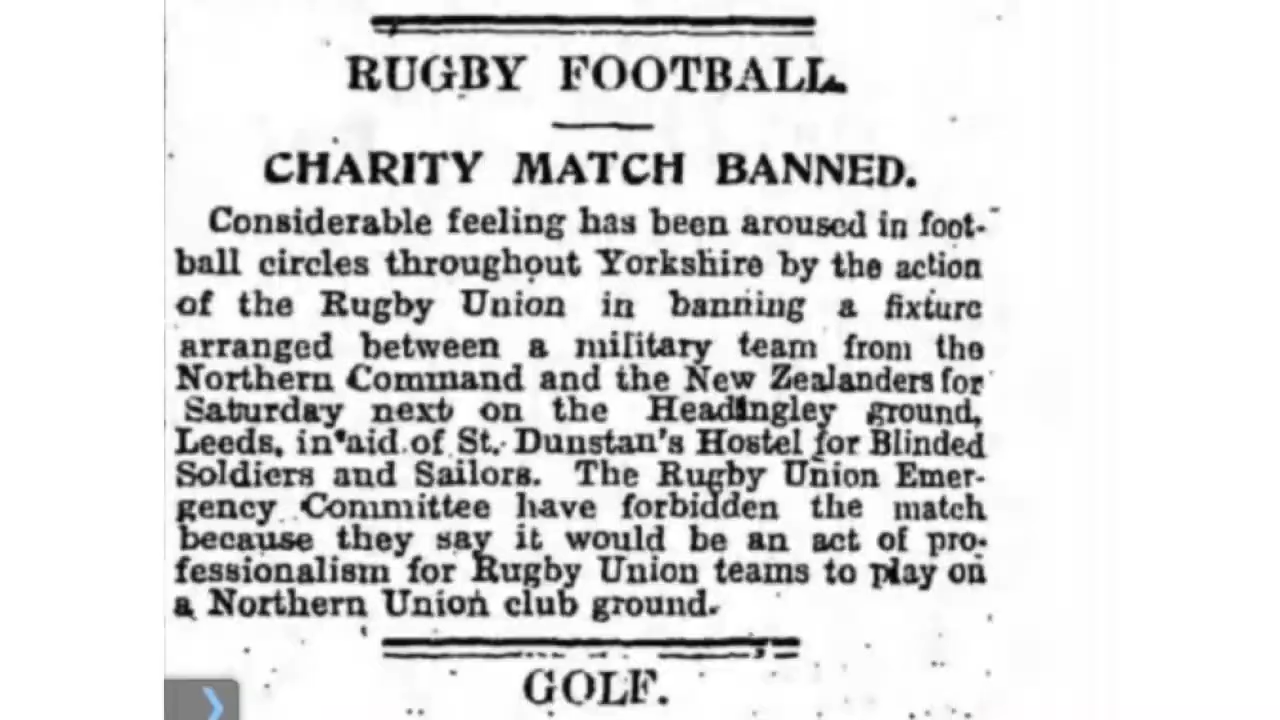 RUGBY FOOTBALL.
CHARITY MATCH BANNED.
Considerable feeling has been aroused in foot-
ball circles throughout Yorkshire by the action
of the Rugby Union in banning a fixture
arranged between a military team from the
Northern Command and the New Zealanders for
Saturday next on the Headingley ground,
Leeds, in aid of St. Dunstan's Hostel for Blinded
Soldiers and Sailors. The Rugby Union Emer-
gency Committee have forbidden the match
because they say it would be an act of pro-
fessionalism for Rugby Union teams to play on
a Northern Union club ground.
GOLF.